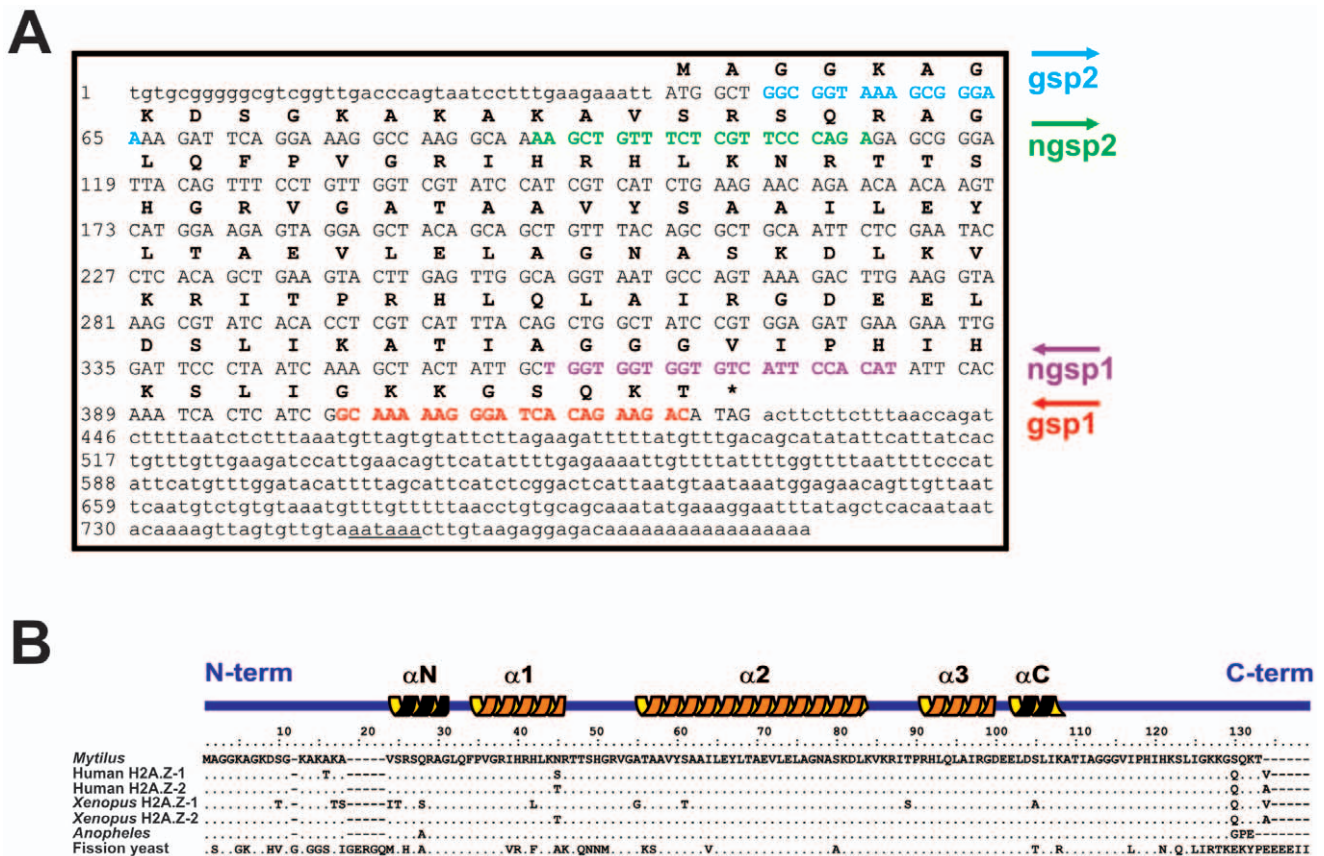 A
M A G G K A G
1 tgtgcgggggcgtcggttgacccagtaatcctttgaagaaatt ATG GCT GGC GGT AAA GCG GGA
K D S G K A K A K A V S R S Q R A G
65 AAA GAT TCA GGA AAG GCC AAG GCA AAA GCT GTT TCT CGT TCC CAG AGA GCG GGA
L Q F P V G R I H R H L K N R T T S
119 TTA CAG TTT CCT GTT GGT CGT ATC CAT CGT CAT CTG AAG AAC AGA ACA ACA AGT
H G R V G A T A A V Y S A A I L E Y
173 CAT GGA AGA GTA GGA GCT ACA GCA GCT GTT TAC AGC GCT GCA ATT CTC GAA TAC
L T A E V L E L A G N A S K D L K V
227 CTC ACA GCT GAA GTA CTT GAG TTG GCA GGT AAT GCC AGT AAA GAC TTG AAG GTA
K R I T P R H L Q L A I R G D E E L
281 AAG CGT ATC ACA CCT CGT CAT TTA CAG CTG GCT ATC CGT GGA GAT GAA GAA TTG
D S L I K A T I A G G G V I P H I H
335 GAT TCC CTA ATC AAA GCT ACT ATT GCT GGT GGT GGT GTC ATT CCA CAT ATT CAC
K S L I G K K G S Q K T *
389 AAA TCA CTC ATC GGC AAA AAG GGA TCA CAG AAG ACA TAG acttcttctttaaccagat
446 cttttaatctctttaaatgttagtgtattcttagaagatttttatgtttgacagcatatattcattatcac
517 tgtttgttgaagatccattgaacagttcatattttgagaaaattgttttattttggttttaattttcccat
588 attcatgtttggatacattttagcattcatctcggactcattaatgtaataaatggagaacagttgttaat
659 tcaatgtctgtgtaaatgtttgtttttaacctgtgcagcaaatatgaaaggaatttatagctcacaataat
730 acaaaagttagtgttgtaaataaacttgtaagaggagacaaaaaaaaaaaaaaaaa
gsp2
ngsp2
ngsp1
gsp1
B
N-term αN α1 α2 α3 αC C-term
10 20 30 40 50 60 70 80 90 100 110 120 130
Mytilus MAGGKAGKDSG-KAKAKA-----VSRSQRAGLQFPVGRIHRHLKNRTTSHGRVGATAAVYSAAILEYLTAEVLELAGNASKDLKVKRITPRHLQLAIRGDEELDSLIKATIAGGGVIPHIHKSLIGKKGSQKT------
Human H2A.Z-1
Human H2A.Z-2
Xenopus H2A.Z-1
Xenopus H2A.Z-2
Anopheles
Fission yeast